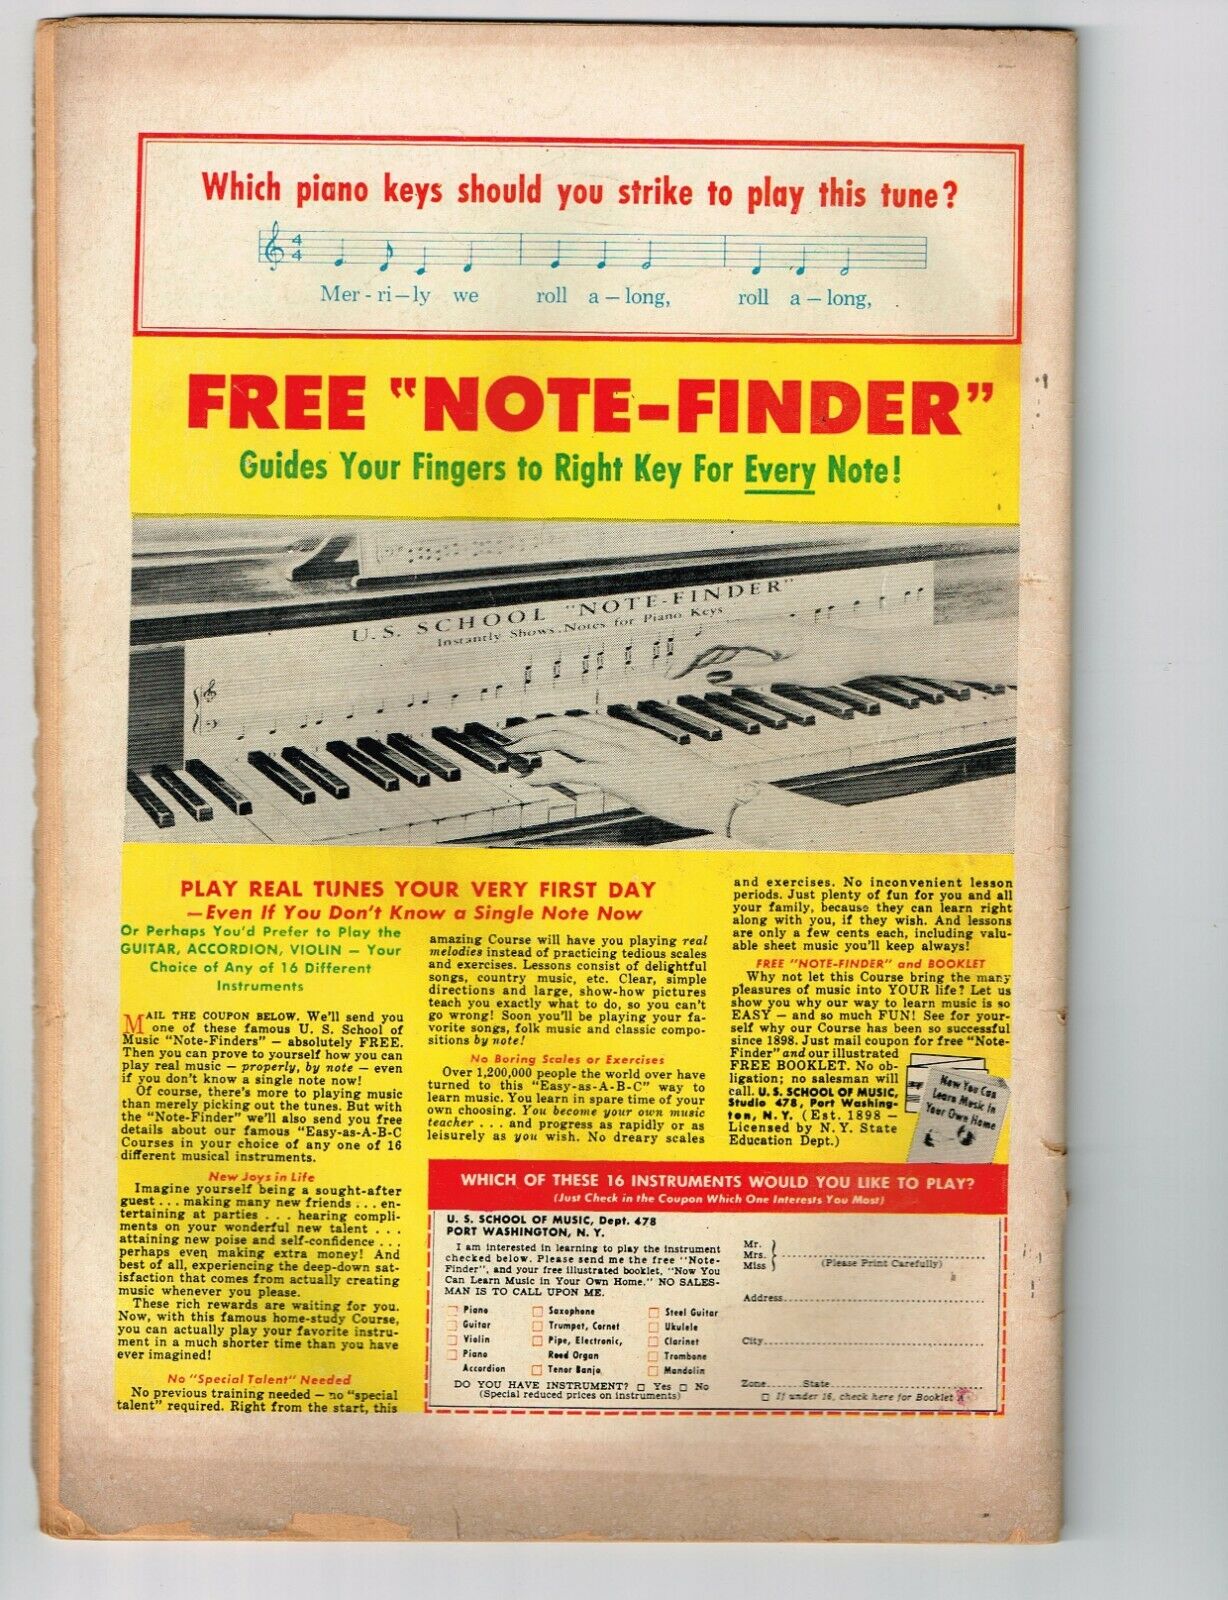 Which piano keys should you strike to play this tune?
4
4
Mer-ri-ly we roll a-long, roll a-long,
FREE "NOTE-FINDER"
Guides Your Fingers to Right Key For Every Note!
U.S. SCHOOL "NOTE-FINDER"
Instantly Shows Notes for Piano Keys
PLAY REAL TUNES YOUR VERY FIRST DAY
—Even If You Don't Know a Single Note Now
Or Perhaps You'd Prefer to Play the
GUITAR, ACCORDION, VIOLIN — Your
Choice of Any of 16 Different
Instruments
MAIL THE COUPON BELOW. We'll send you
one of these famous U. S. School of
Music "Note-Finders" — absolutely FREE.
Then you can prove to yourself how you can
play real music — properly, by note — even
if you don't know a single note now!
Of course, there's more to playing music
than merely picking out the tunes. But with
the "Note-Finder" we'll also send you free
details about our famous "Easy-as-A-B-C
Courses in your choice of any one of 16
different musical instruments.
New Joys in Life
Imagine yourself being a sought-after
guest . . . making many new friends . . . en-
tertaining at parties . . . hearing compli-
ments on your wonderful new talent . . .
attaining new poise and self-confidence . . .
perhaps even making extra money! And
best of all, experiencing the deep-down sat-
isfaction that comes from actually creating
music whenever you please.
These rich rewards are waiting for you.
Now, with this famous home-study Course,
you can actually play your favorite instru-
ment in a much shorter time than you have
ever imagined!
No "Special Talent" Needed
No previous training needed — no "special
talent" required. Right from the start, this
amazing Course will have you playing real
melodies instead of practicing tedious scales
and exercises. Lessons consist of delightful
songs, country music, etc. Clear, simple
directions and large, show-how pictures
teach you exactly what to do, so you can't
go wrong! Soon you'll be playing your fa-
vorite songs, folk music and classic compo-
sitions by note!
No Boring Scales or Exercises
Over 1,200,000 people the world over have
turned to this "Easy-as-A-B-C" way to
learn music. You learn in spare time of your
own choosing. You become your own music
teacher . . . and progress as rapidly or as
leisurely as you wish. No dreary scales
and exercises. No inconvenient lesson
periods. Just plenty of fun for you and all
your family, because they can learn right
along with you, if they wish. And lessons
are only a few cents each, including valu-
able sheet music you'll keep always!
FREE "NOTE-FINDER" and BOOKLET
Why not let this Course bring the many
pleasures of music into YOUR life? Let us
show you why our way to learn music is so
EASY — and so much FUN! See for your-
self why our Course has been so successful
since 1898. Just mail coupon for free "Note-
Finder" and our illustrated
FREE BOOKLET. No ob-
ligation; no salesman will
call. U. S. SCHOOL OF MUSIC,
Studio 478, Port Washing-
ton, N. Y. (Est. 1898 —
Licensed by N. Y. State
Education Dept.)
Now You Can
Learn Music In
Your Own Home
WHICH OF THESE 16 INSTRUMENTS WOULD YOU LIKE TO PLAY?
(Just Check in the Coupon Which One Interests You Most)
U. S. SCHOOL OF MUSIC, Dept. 478
PORT WASHINGTON, N. Y.
I am interested in learning to play the instrument
checked below. Please send me the free "Note-
Finder", and your free illustrated booklet, "Now You
Can Learn Music in Your Own Home." NO SALES-
MAN IS TO CALL UPON ME.
Piano
Guitar
Violin
Piano
Accordion
Saxophone
Trumpet, Cornet
Pipe, Electronic,
Reed Organ
Tenor Banjo
Steel Guitar
Ukulele
Clarinet
Trombone
Mandolin
DO YOU HAVE INSTRUMENT? Yes No
(Special reduced prices on instruments)
Mr.
Mrs.
Miss
(Please Print Carefully)
Address
City
Zone State
If under 16, check here for Booklet A